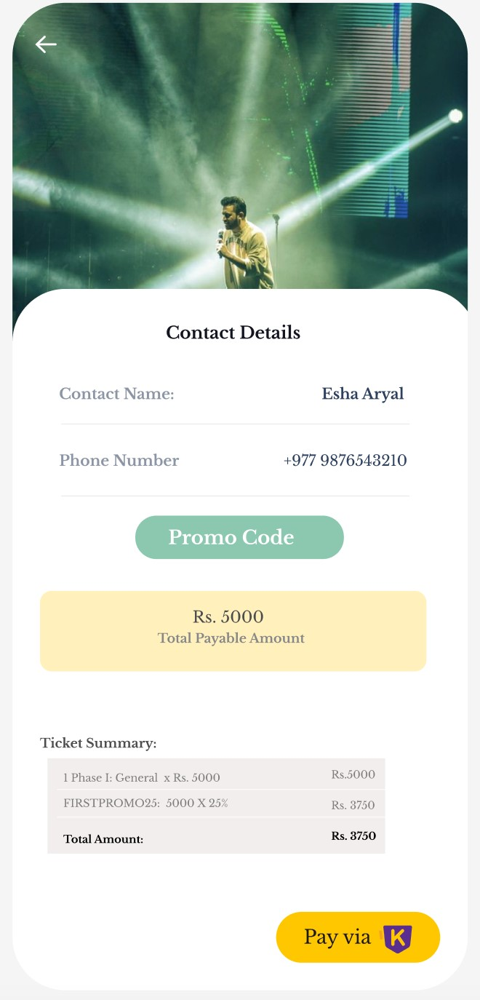 Contact Details
Contact Name: Esha Aryal
Phone Number +977 9876543210
Promo Code
Rs. 5000
Total Payable Amount
Ticket Summary:
1 Phase I: General x Rs. 5000 Rs.5000
FIRSTPROMO25: 5000 X 25% Rs. 3750
Total Amount: Rs. 3750
Pay via K